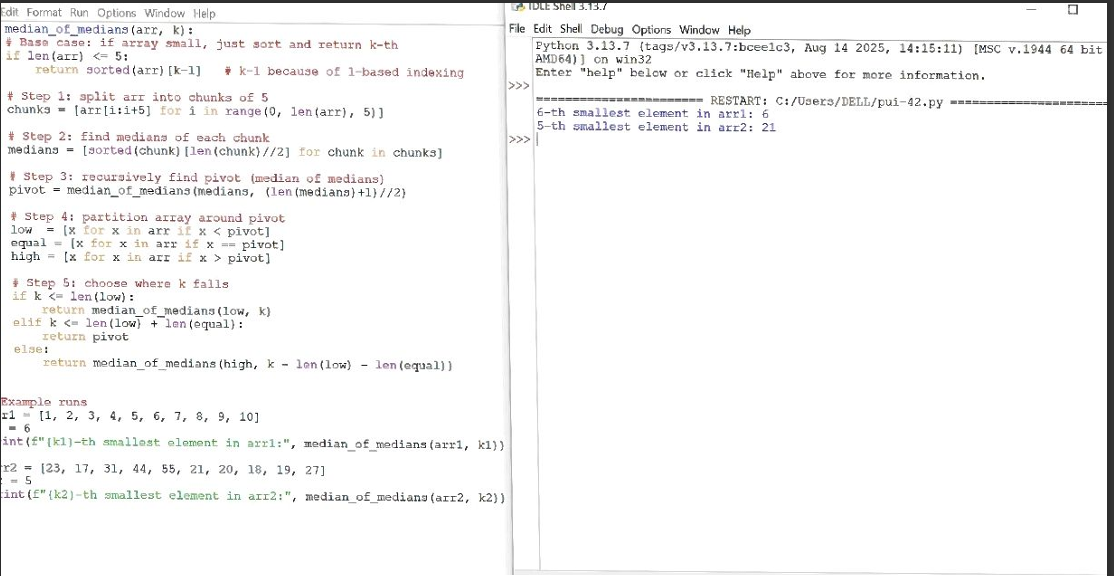 Edit Format Run Options Window Help
median_of_medians(arr, k):
# Base case: if array small, just sort and return k-th
if len(arr) <= 5:
return sorted(arr)[k-1] # k-1 because of 1-based indexing
# Step 1: split arr into chunks of 5
chunks = [arr[i:i+5] for i in range(0, len(arr), 5)]
# Step 2: find medians of each chunk
medians = [sorted(chunk)[len(chunk)//2] for chunk in chunks]
# Step 3: recursively find pivot (median of medians)
pivot = median_of_medians(medians, (len(medians)+1)//2)
# Step 4: partition array around pivot
low = [x for x in arr if x < pivot]
equal = [x for x in arr if x == pivot]
high = [x for x in arr if x > pivot]
# Step 5: choose where k falls
if k <= len(low):
return median_of_medians(low, k)
elif k <= len(low) + len(equal):
return pivot
else:
return median_of_medians(high, k - len(low) - len(equal))
Example runs
r1 = [1, 2, 3, 4, 5, 6, 7, 8, 9, 10]
= 6
int(f"{k1}-th smallest element in arr1:", median_of_medians(arr1, k1))
r2 = [23, 17, 31, 44, 55, 21, 20, 18, 19, 27]
= 5
int(f"{k2}-th smallest element in arr2:", median_of_medians(arr2, k2))
IDLE Shell 3.13.7
File Edit Shell Debug Options Window Help
Python 3.13.7 (tags/v3.13.7:bcee1c3, Aug 14 2025, 14:15:11) [MSC v.1944 64 bit
AMD64)] on win32
Enter "help" below or click "Help" above for more information.
>>>
======================= RESTART: C:/Users/DELL/pui-42.py ======================
6-th smallest element in arr1: 6
5-th smallest element in arr2: 21
>>>